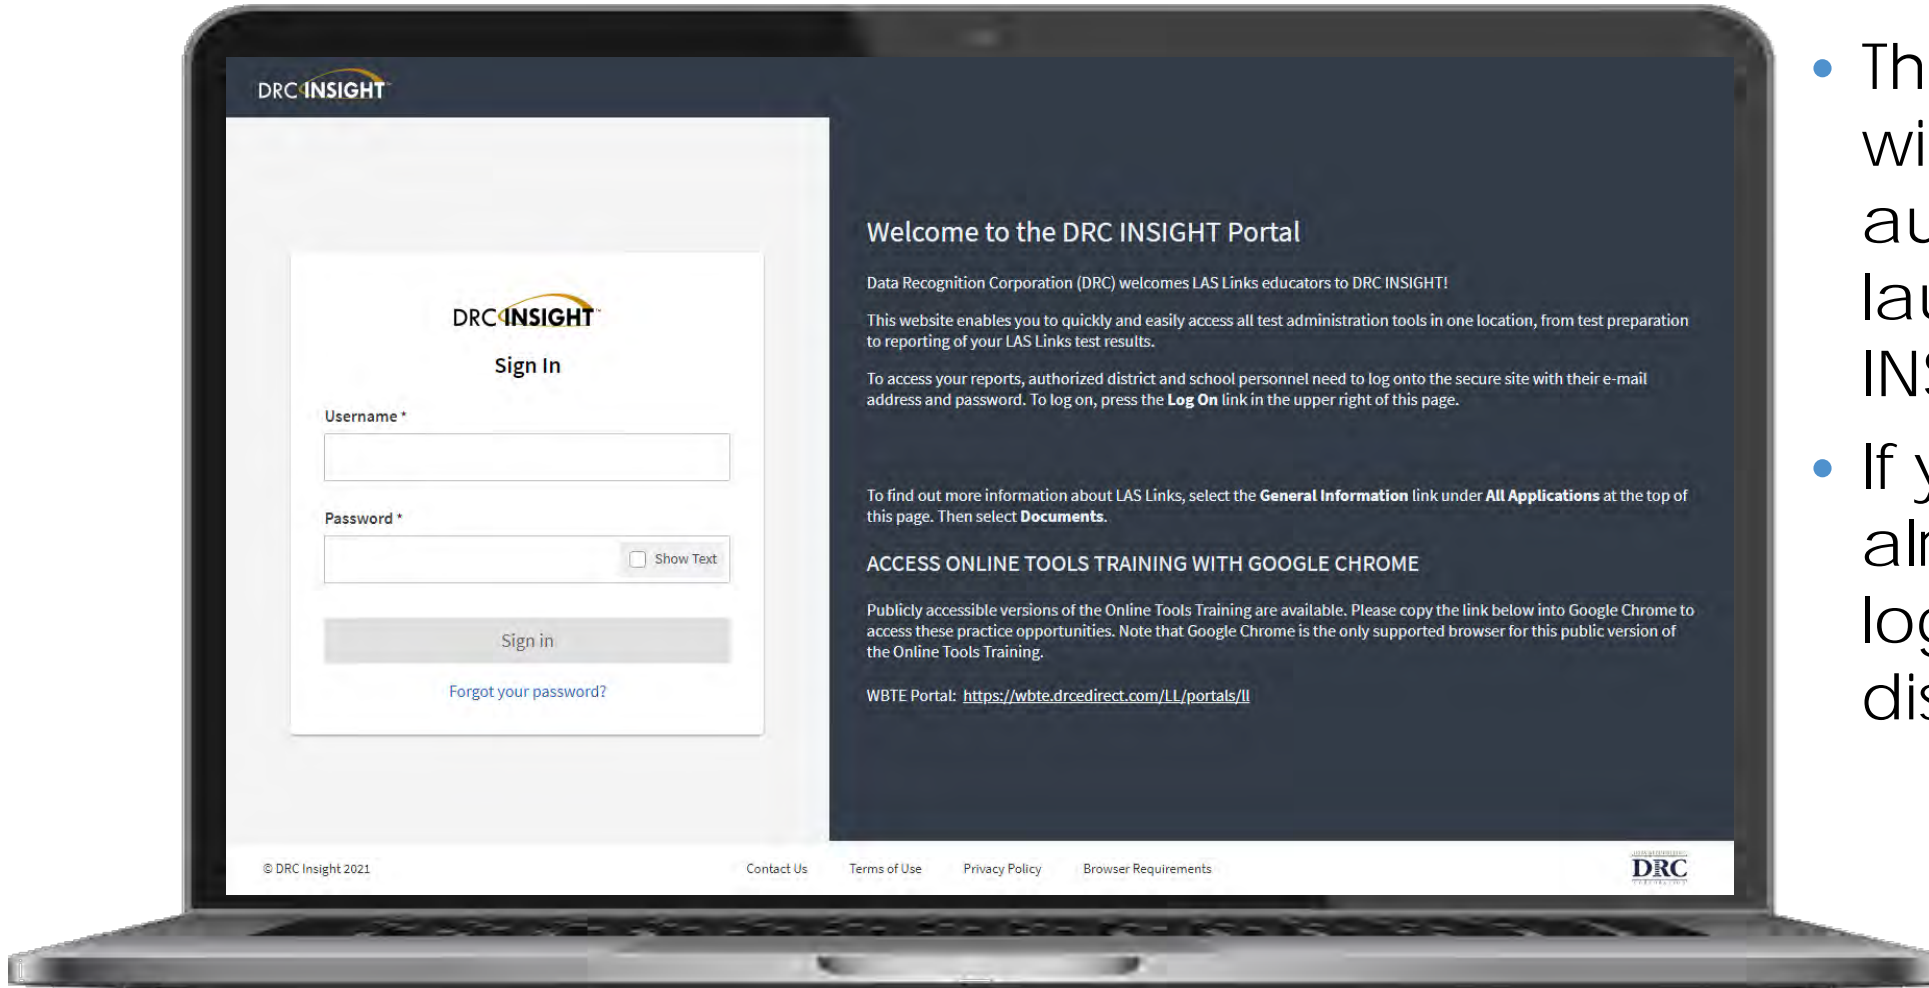 DRC INSIGHT
DRC INSIGHT
Sign In
Username *
Password *
Show Text
Sign in
Forgot your password?
Welcome to the DRC INSIGHT Portal
Data Recognition Corporation (DRC) welcomes LAS Links educators to DRC INSIGHT!
This website enables you to quickly and easily access all test administration tools in one location, from test preparation
to reporting of your LAS Links test results.
To access your reports, authorized district and school personnel need to log onto the secure site with their e-mail
address and password. To log on, press the Log On link in the upper right of this page.
To find out more information about LAS Links, select the General Information link under All Applications at the top of
this page. Then select Documents.
ACCESS ONLINE TOOLS TRAINING WITH GOOGLE CHROME
Publicly accessible versions of the Online Tools Training are available. Please copy the link below into Google Chrome to
access these practice opportunities. Note that Google Chrome is the only supported browser for this public version of
the Online Tools Training.
WBTE Portal: https://wbte.drcedirect.com/LL/portals/ll
© DRC Insight 2021
Contact Us
Terms of Use
Privacy Policy
Browser Requirements
DRC
• Th
wi
au
lau
INS
• If y
alr
log
dis